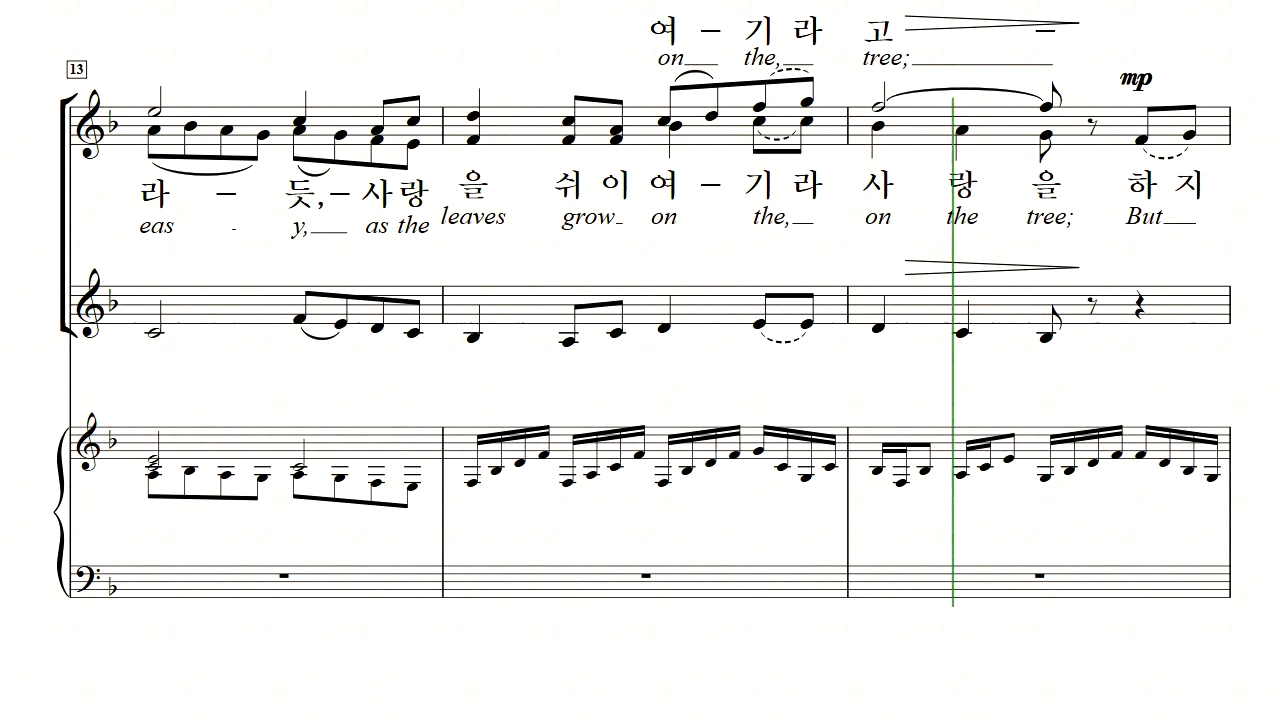 여 – 기 라 고 –
on the, tree;
13
mp
라 – 듯, – 사 랑 을 쉬 이 여 – 기 라 사 랑 을 하 지
eas - y, as the leaves grow on the, on the tree; But